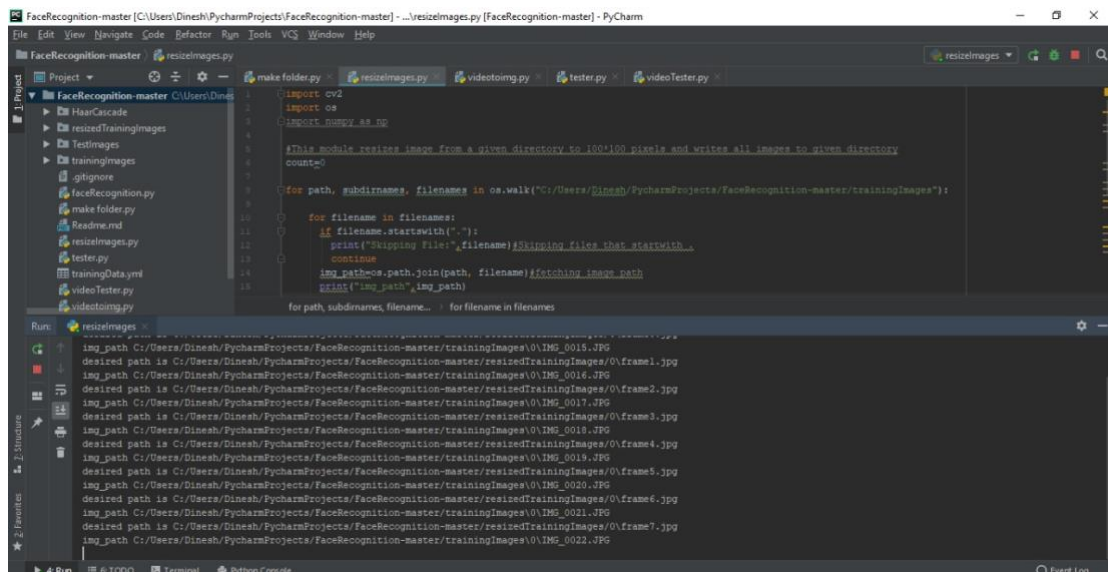 FaceRecognition-master [C:\Users\Dinesh\PycharmProjects\FaceRecognition-master] - ...\resizeImages.py [FaceRecognition-master] - PyCharm
File Edit View Navigate Code Refactor Run Tools VCS Window Help
FaceRecognition-master resizeImages.py resizeImages
Project make folder.py resizeImages.py videotoimg.py tester.py videoTester.py
1: Project
FaceRecognition-master C:\Users\Dines
HaarCascade
resizedTrainingImages
TestImages
trainingImages
.gitignore
faceRecognition.py
make folder.py
Readme.md
resizeImages.py
tester.py
trainingData.yml
videoTester.py
videotoimg.py
1 import cv2
2 import os
3 import numpy as np
4
5 #This module resizes image from a given directory to 100*100 pixels and writes all images to given directory
6 count=0
7
8 for path, subdirnames, filenames in os.walk("C:/Users/Dinesh/PycharmProjects/FaceRecognition-master/trainingImages"):
9
10 for filename in filenames:
11 if filename.startswith("."):
12 print("Skipping File:",filename)#Skipping files that startwith .
13 continue
14 img_path=os.path.join(path, filename)#fetching image path
15 print("img_path",img_path)
for path, subdirnames, filename... for filename in filenames
Run: resizeImages
img_path C:/Users/Dinesh/PycharmProjects/FaceRecognition-master/trainingImages\0\IMG_0015.JPG
desired path is C:/Users/Dinesh/PycharmProjects/FaceRecognition-master/resizedTrainingImages/0\frame1.jpg
img_path C:/Users/Dinesh/PycharmProjects/FaceRecognition-master/trainingImages\0\IMG_0016.JPG
desired path is C:/Users/Dinesh/PycharmProjects/FaceRecognition-master/resizedTrainingImages/0\frame2.jpg
img_path C:/Users/Dinesh/PycharmProjects/FaceRecognition-master/trainingImages\0\IMG_0017.JPG
desired path is C:/Users/Dinesh/PycharmProjects/FaceRecognition-master/resizedTrainingImages/0\frame3.jpg
img_path C:/Users/Dinesh/PycharmProjects/FaceRecognition-master/trainingImages\0\IMG_0018.JPG
desired path is C:/Users/Dinesh/PycharmProjects/FaceRecognition-master/resizedTrainingImages/0\frame4.jpg
img_path C:/Users/Dinesh/PycharmProjects/FaceRecognition-master/trainingImages\0\IMG_0019.JPG
desired path is C:/Users/Dinesh/PycharmProjects/FaceRecognition-master/resizedTrainingImages/0\frame5.jpg
img_path C:/Users/Dinesh/PycharmProjects/FaceRecognition-master/trainingImages\0\IMG_0020.JPG
desired path is C:/Users/Dinesh/PycharmProjects/FaceRecognition-master/resizedTrainingImages/0\frame6.jpg
img_path C:/Users/Dinesh/PycharmProjects/FaceRecognition-master/trainingImages\0\IMG_0021.JPG
desired path is C:/Users/Dinesh/PycharmProjects/FaceRecognition-master/resizedTrainingImages/0\frame7.jpg
img_path C:/Users/Dinesh/PycharmProjects/FaceRecognition-master/trainingImages\0\IMG_0022.JPG
7: Structure
2: Favorites
4: Run 6: TODO Terminal Python Console Event Log